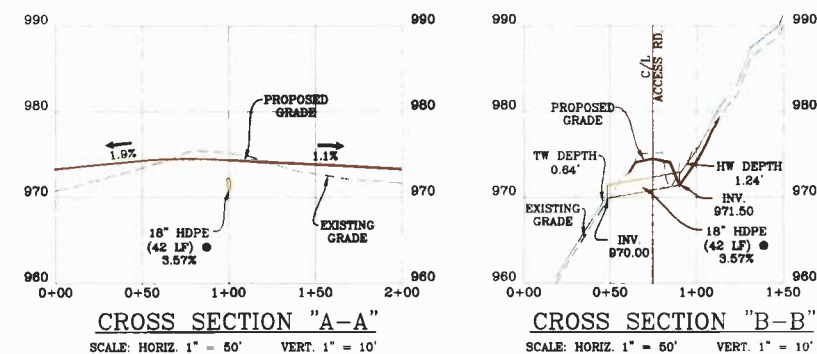 990
990
980
980
970
970
960
960
PROPOSED
GRADE
1.9%
1.1%
18" HDPE
(42 LF) ●
3.57%
EXISTING
GRADE
0+00
0+50
1+00
1+50
2+00
CROSS SECTION "A-A"
SCALE: HORIZ. 1" = 50' VERT. 1" = 10'
990
990
980
980
970
970
960
960
C/L
ACCESS RD.
PROPOSED
GRADE
TW DEPTH
0.64'
HW DEPTH
1.24'
INV.
971.50
EXISTING
GRADE
INV.
970.00
18" HDPE
(42 LF) ●
3.57%
0+00
0+50
1+00
1+50
CROSS SECTION "B-B"
SCALE: HORIZ. 1" = 50' VERT. 1" = 10'